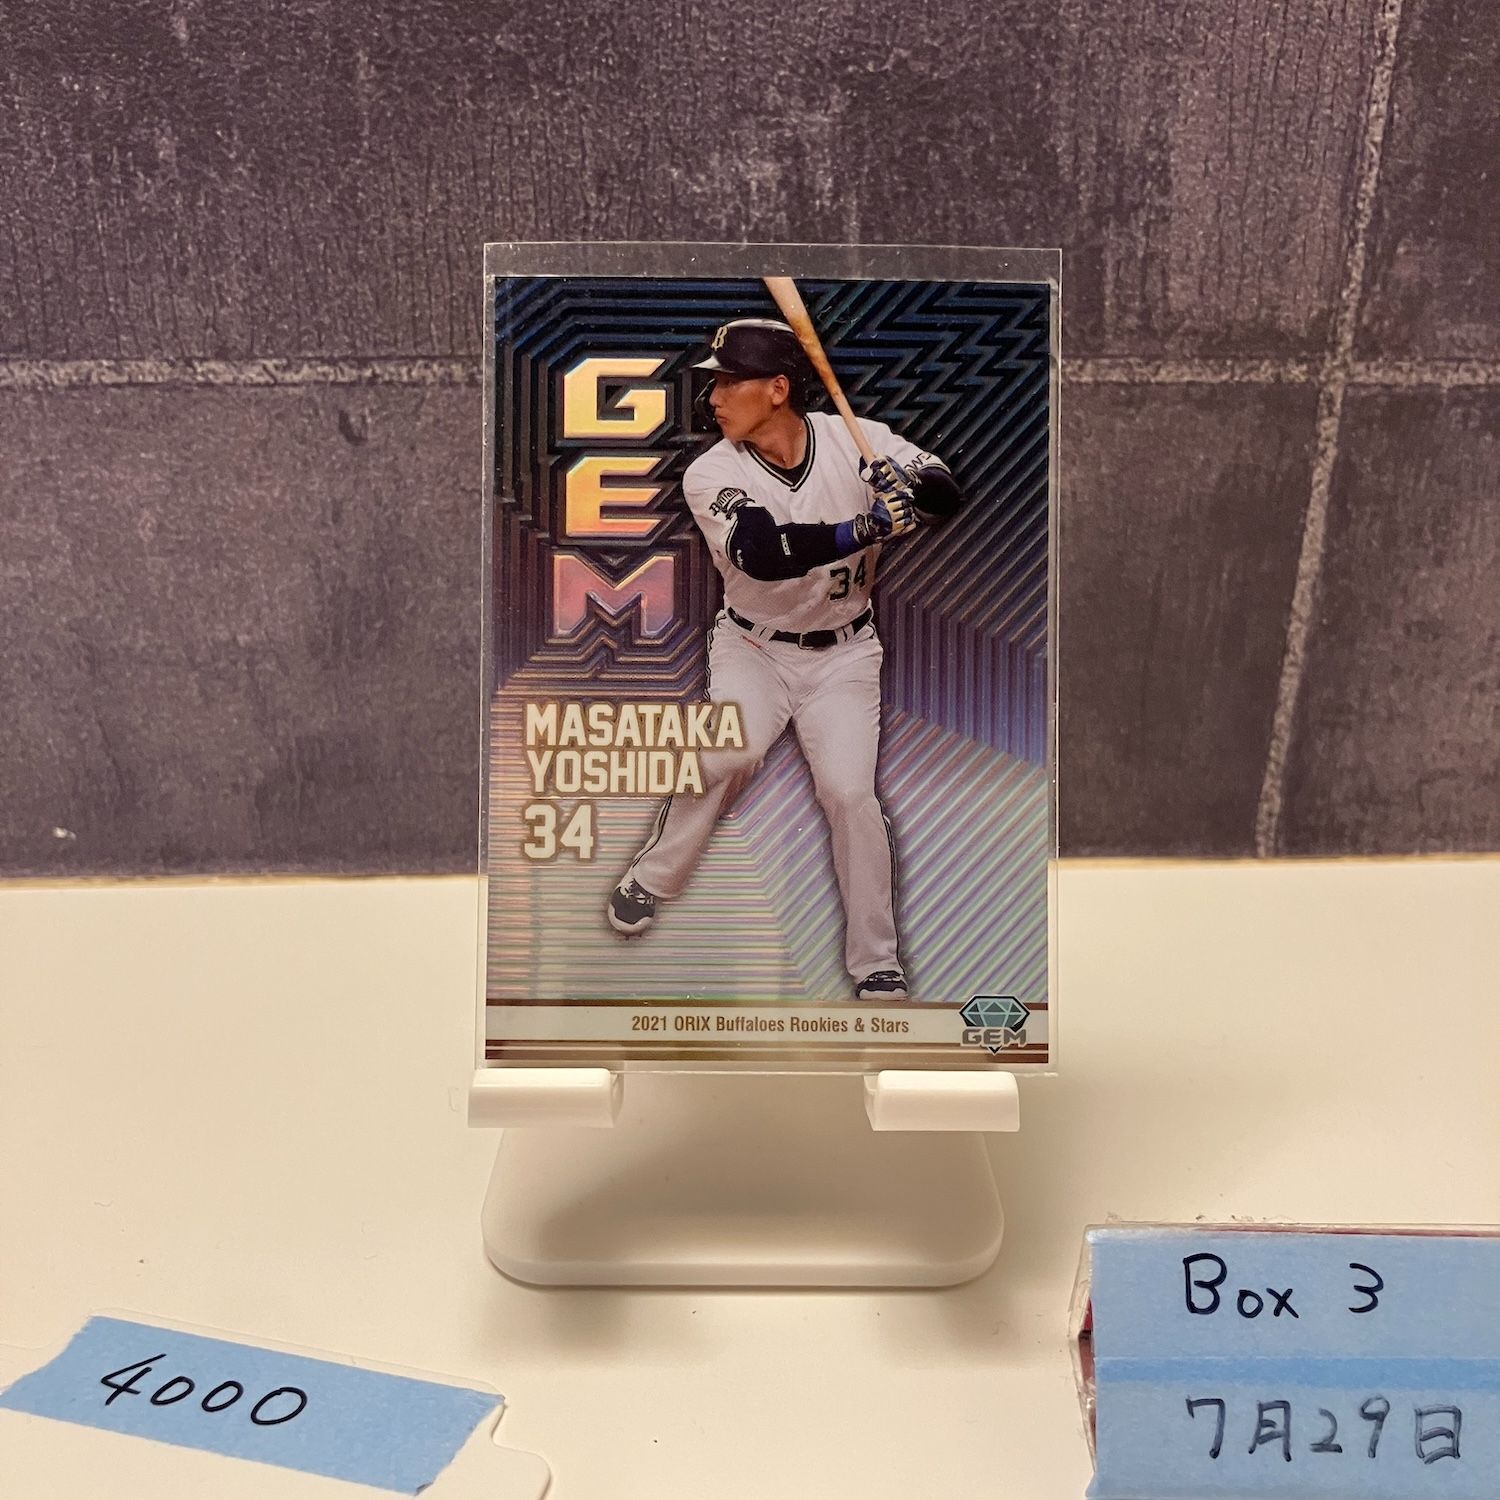 B
GEM
Buffaloes
34
MASATAKA
YOSHIDA
34
2021 ORIX Buffaloes Rookies & Stars
GEM
4000
Box 3
7月29日